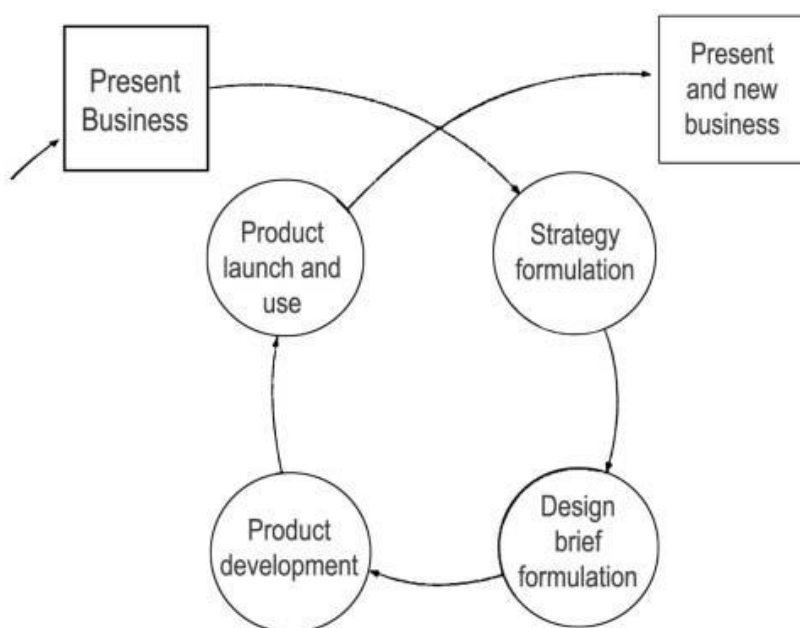 Present
Business
Present
and new
business
Product
launch and
use
Strategy
formulation
Product
development
Design
brief
formulation